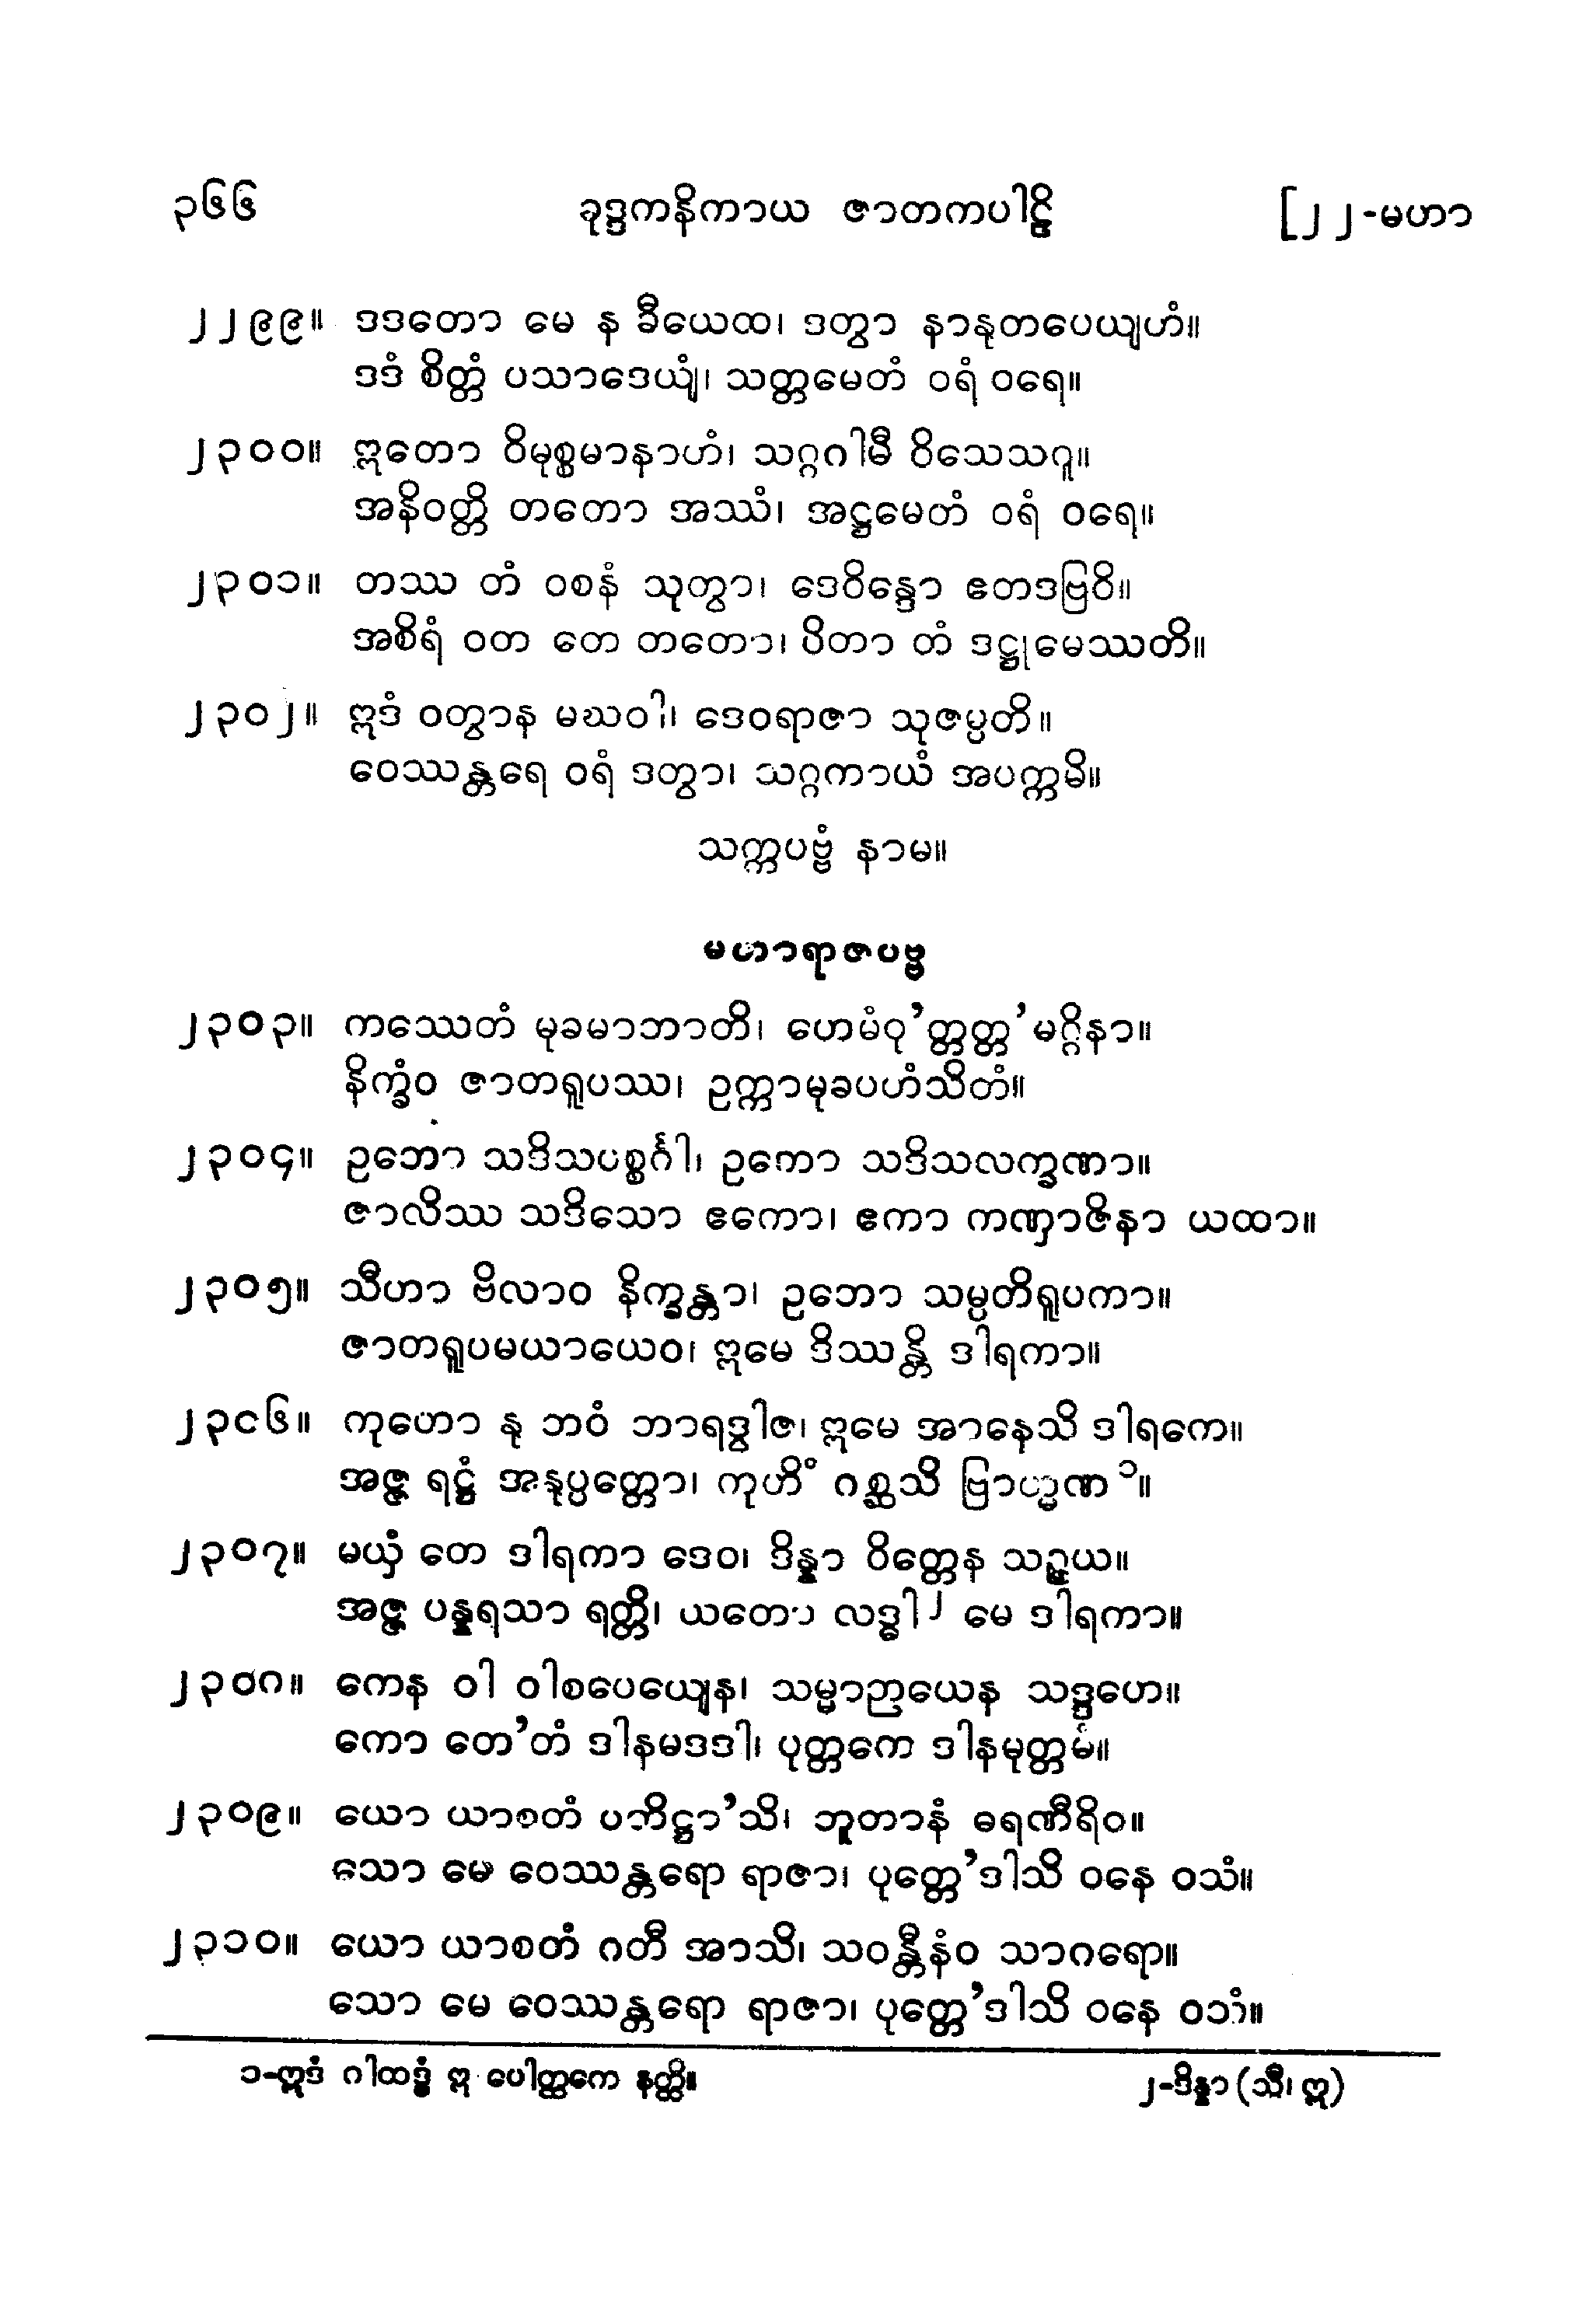 ၃၆၆ ခုဒ္ဒကနိကာယ ဇာတကပါဠိ [၂၂-မဟာ
၂၂၉၉။ ဒဒတော မေ န ခီယေထ၊ ဒတွာ နာနုတပေယျဟံ။
ဒဒံ စိတ္တံ ပသာဒေယျံ၊ သတ္တမေတံ ဝရံ ဝရေ။
၂၃၀၀။ ဣတော ဝိမုစ္စမာနာဟံ၊ သဂ္ဂဂါမီ ဝိသေသဂူ။
အနိဝတ္တိ တတော အဿံ၊ အဋ္ဌမေတံ ဝရံ ဝရေ။
၂၃၀၁။ တဿ တံ ဝစနံ သုတွာ၊ ဒေဝိန္ဒော ဧတဒဗြဝိ။
အစိရံ ဝတ တေ တတော၊ ပိတာ တံ ဒဋ္ဌုမေဿတိ။
၂၃၀၂။ ဣဒံ ဝတွာန မဃဝါ၊ ဒေဝရာဇာ သုဇမ္ပတိ။
ဝေဿန္တရေ ဝရံ ဒတွာ၊ သဂ္ဂကာယံ အပက္ကမိ။
သက္ကပဗ္ဗံ နာမ။
မဟာရာဇပဗ္ဗ
၂၃၀၃။ ကဿေတံ မုခမာဘာတိ၊ ဟေမံဝု’တ္တတ္တ’မဂ္ဂိနာ။
နိက္ခံဝ ဇာတရူပဿ၊ ဥက္ကာမုခပဟံသိတံ။
၂၃၀၄။ ဥဘော သဒိသပစ္စင်္ဂါ၊ ဥဘော သဒိသလက္ခဏာ။
ဇာလိဿ သဒိသော ဧကော၊ ဧကာ ကဏှာဇိနာ ယထာ။
၂၃၀၅။ သီဟာ ဗိလာဝ နိက္ခန္တာ၊ ဥဘော သမ္ပတိရူပကာ။
ဇာတရူပမယာယေဝ၊ ဣမေ ဒိဿန္တိ ဒါရကာ။
၂၃၀၆။ ကုဟော နု ဘဝံ ဘာရဒွါဇ၊ ဣမေ အာနေသိ ဒါရကေ။
အဇ္ဇ ရဋ္ဌံ အနုပ္ပတ္တော၊ ကုဟိံ ဂစ္ဆသိ ဗြာဟ္မဏ ၁။
၂၃၀၇။ မယှံ တေ ဒါရကာ ဒေဝ၊ ဒိန္နာ ဝိတ္တေန သဉ္စယ။
အဇ္ဇ ပန္နရသာ ရတ္တိ၊ ယတော လဒ္ဓါ ၂ မေ ဒါရကာ။
၂၃၀၈။ ကေန ဝါ ဝါစပေယျေန၊ သမ္မာဉာယေန သဒ္ဒဟေ။
ကော တေ’တံ ဒါနမဒဒါ၊ ပုတ္တကေ ဒါနမုတ္တမံ။
၂၃၀၉။ ယော ယာစတံ ပတိဋ္ဌာ’သိ၊ ဘူတာနံ ဓရဏီရိဝ။
သော မေ ဝေဿန္တရော ရာဇာ၊ ပုတ္တေ’ဒါသိ ဝနေ ဝသံ။
၂၃၁၀။ ယော ယာစတံ ဂတီ အာသိ၊ သဝန္တီနံဝ သာဂရော။
သော မေ ဝေဿန္တရော ရာဇာ၊ ပုတ္တေ’ဒါသိ ဝနေ ဝသံ။
၁-ဣဒံ ဂါထဒ္ဓံ ဣ ပေါတ္ထကေ နတ္ထိ။ ၂-ဒိန္နာ (သီ၊ ဣ)